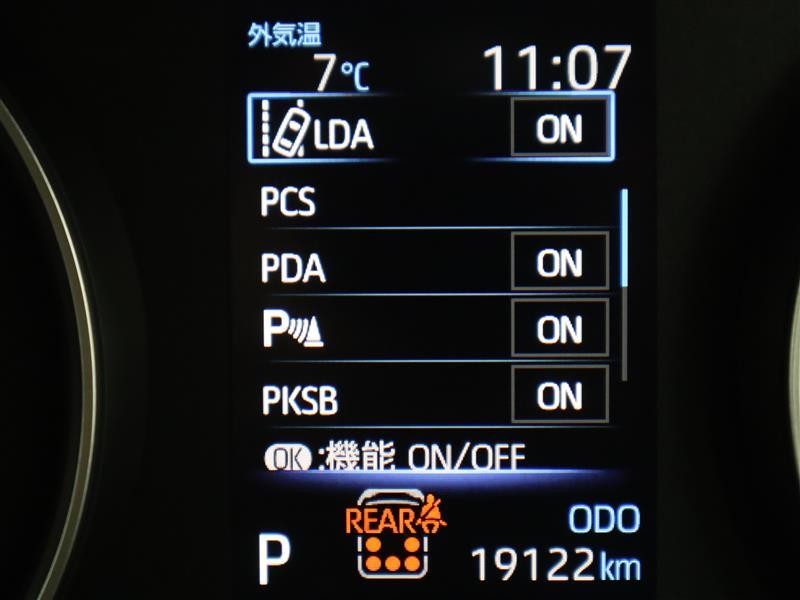 外気温
7℃ 11:07
LDA ON
PCS
PDA ON
P ON
PKSB ON
OK:機能 ON/OFF
REAR
ODO
P 19122km